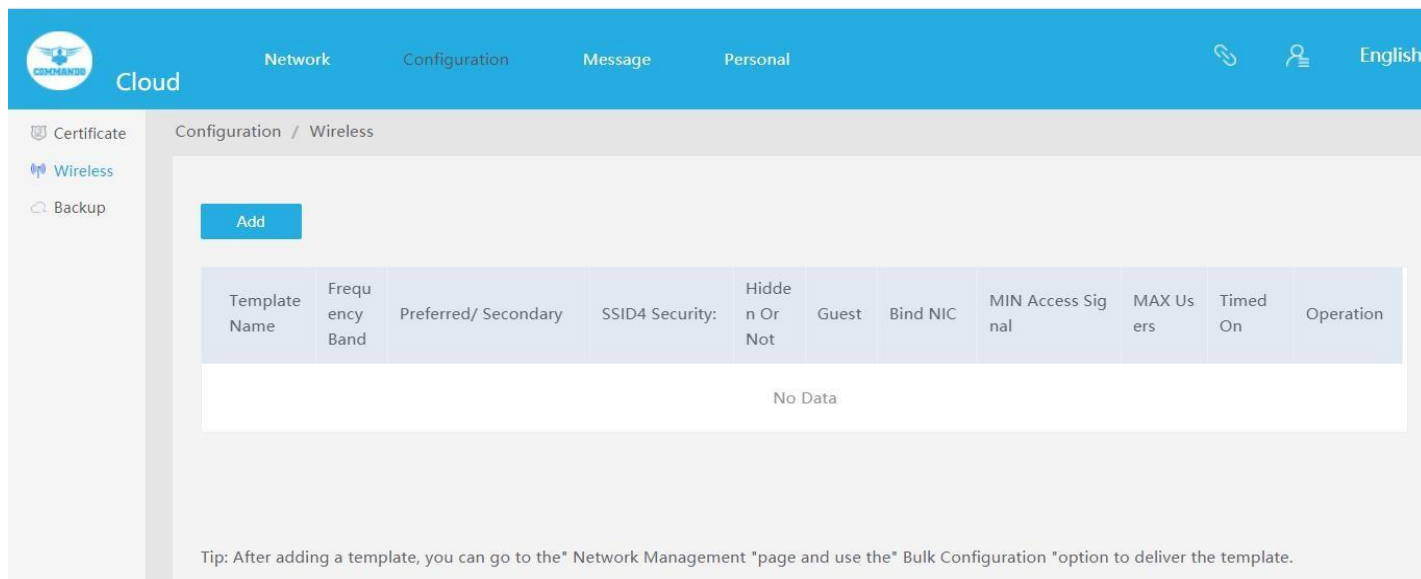 COMMANDO
Cloud
Network Configuration Message Personal English
Certificate
Wireless
Backup
Configuration / Wireless
Add
Template
Name
Frequ
ency
Band
Preferred/ Secondary
SSID4 Security:
Hidde
n Or
Not
Guest
Bind NIC
MIN Access Sig
nal
MAX Us
ers
Timed
On
Operation
No Data
Tip: After adding a template, you can go to the" Network Management "page and use the" Bulk Configuration "option to deliver the template.